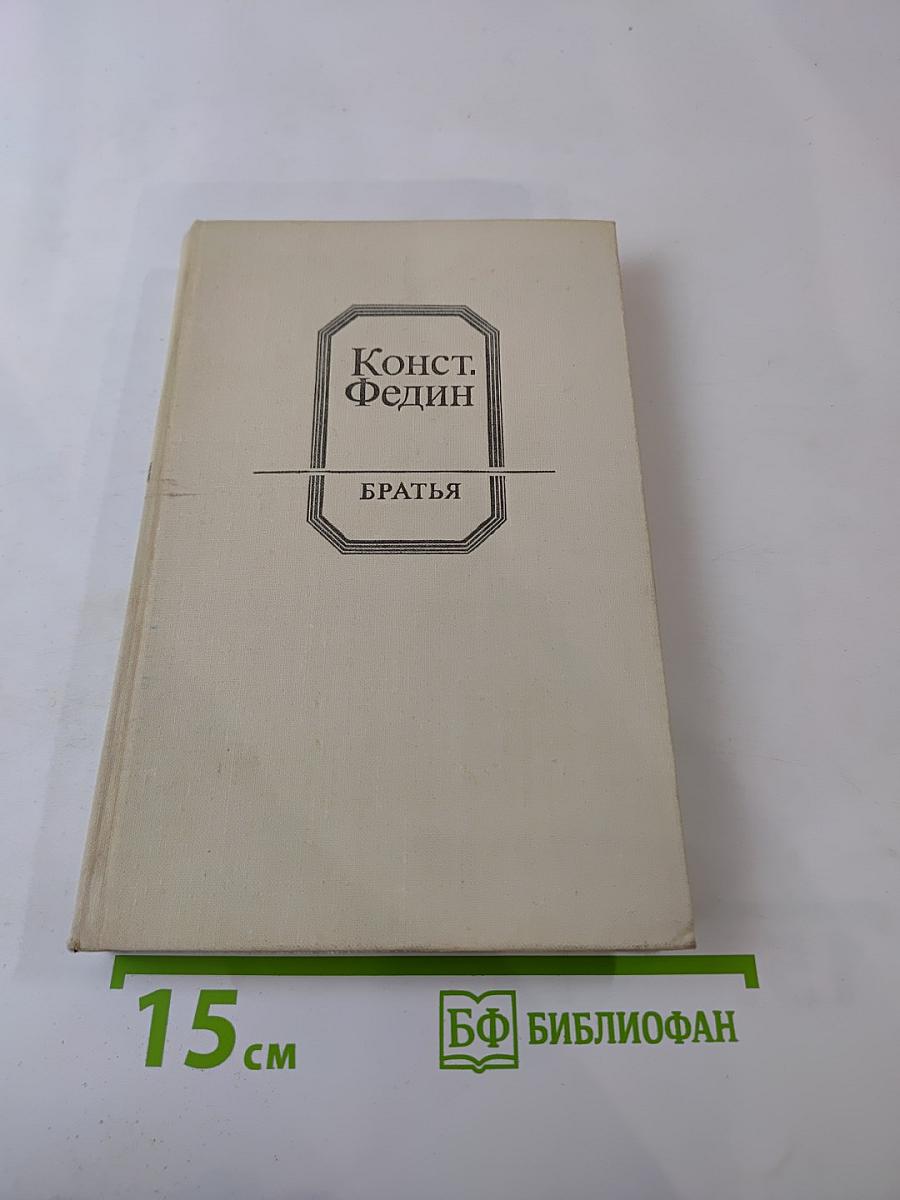 Конст.
Федин
БРАТЬЯ
15 см
БФ БИБЛИОФАН